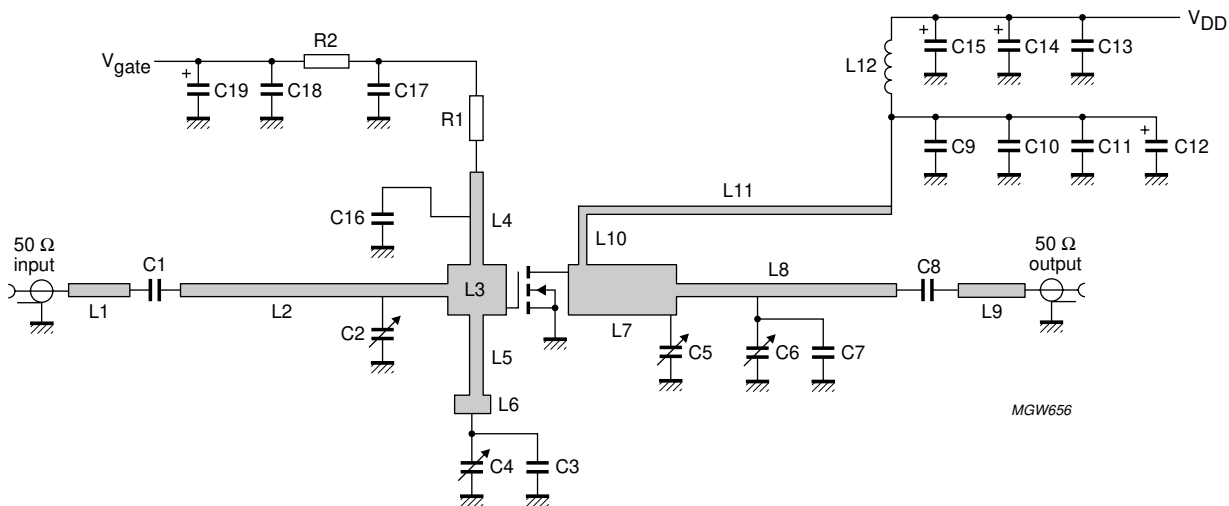 V_DD
R2
V_gate
+
C15
+
C14
C13
L12
+
C19
C18
C17
R1
C9
C10
C11
+
C12
L11
C16
L4
L10
50 Ω
input
C1
L3
L8
C8
50 Ω
output
L1
L2
L7
L9
C2
L5
C5
C6
C7
L6
MGW656
C4
C3